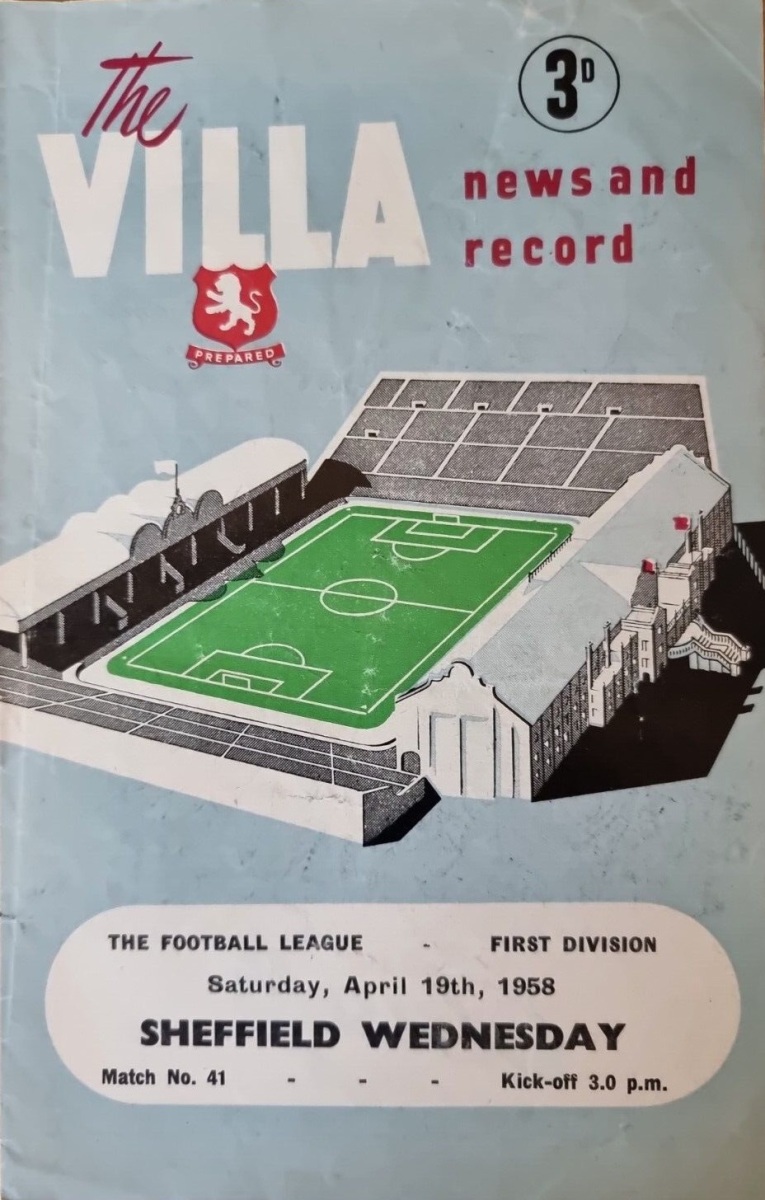 The
VILLA
3D
news and
record
PREPARED
THE FOOTBALL LEAGUE - FIRST DIVISION
Saturday, April 19th, 1958
SHEFFIELD WEDNESDAY
Match No. 41 - - - Kick-off 3.0 p.m.